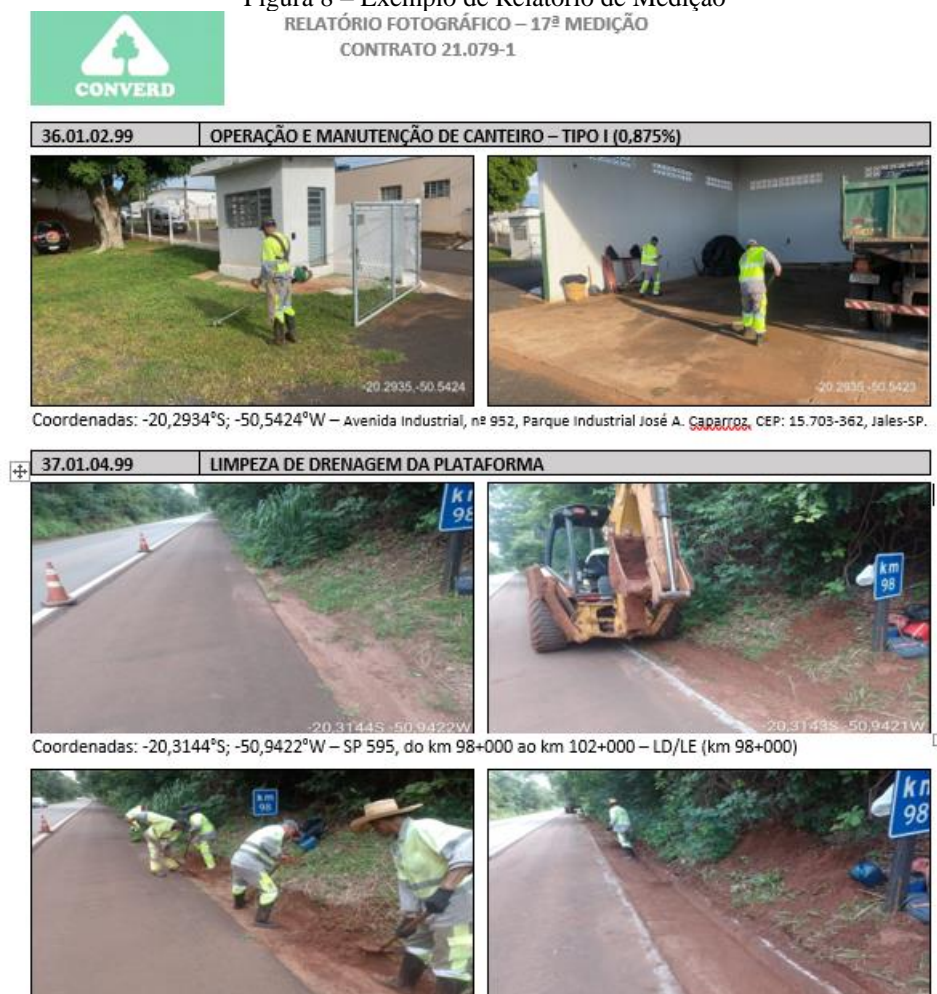 Figura 8 – Exemplo de Relatório de Medição
RELATÓRIO FOTOGRÁFICO – 17ª MEDIÇÃO
CONTRATO 21.079-1
CONVERD
36.01.02.99 OPERAÇÃO E MANUTENÇÃO DE CANTEIRO – TIPO I (0,875%)
-20.2935,-50.5424
-20.2935,-50.5423
Coordenadas: -20,2934°S; -50,5424°W – Avenida Industrial, nº 952, Parque Industrial José A. Caparroz, CEP: 15.703-362, Jales-SP.
37.01.04.99 LIMPEZA DE DRENAGEM DA PLATAFORMA
km
98
km
98
-20,3144S -50,9422W
-20,3143S -50,9421W
Coordenadas: -20,3144°S; -50,9422°W – SP 595, do km 98+000 ao km 102+000 – LD/LE (km 98+000)
km
98
km
98